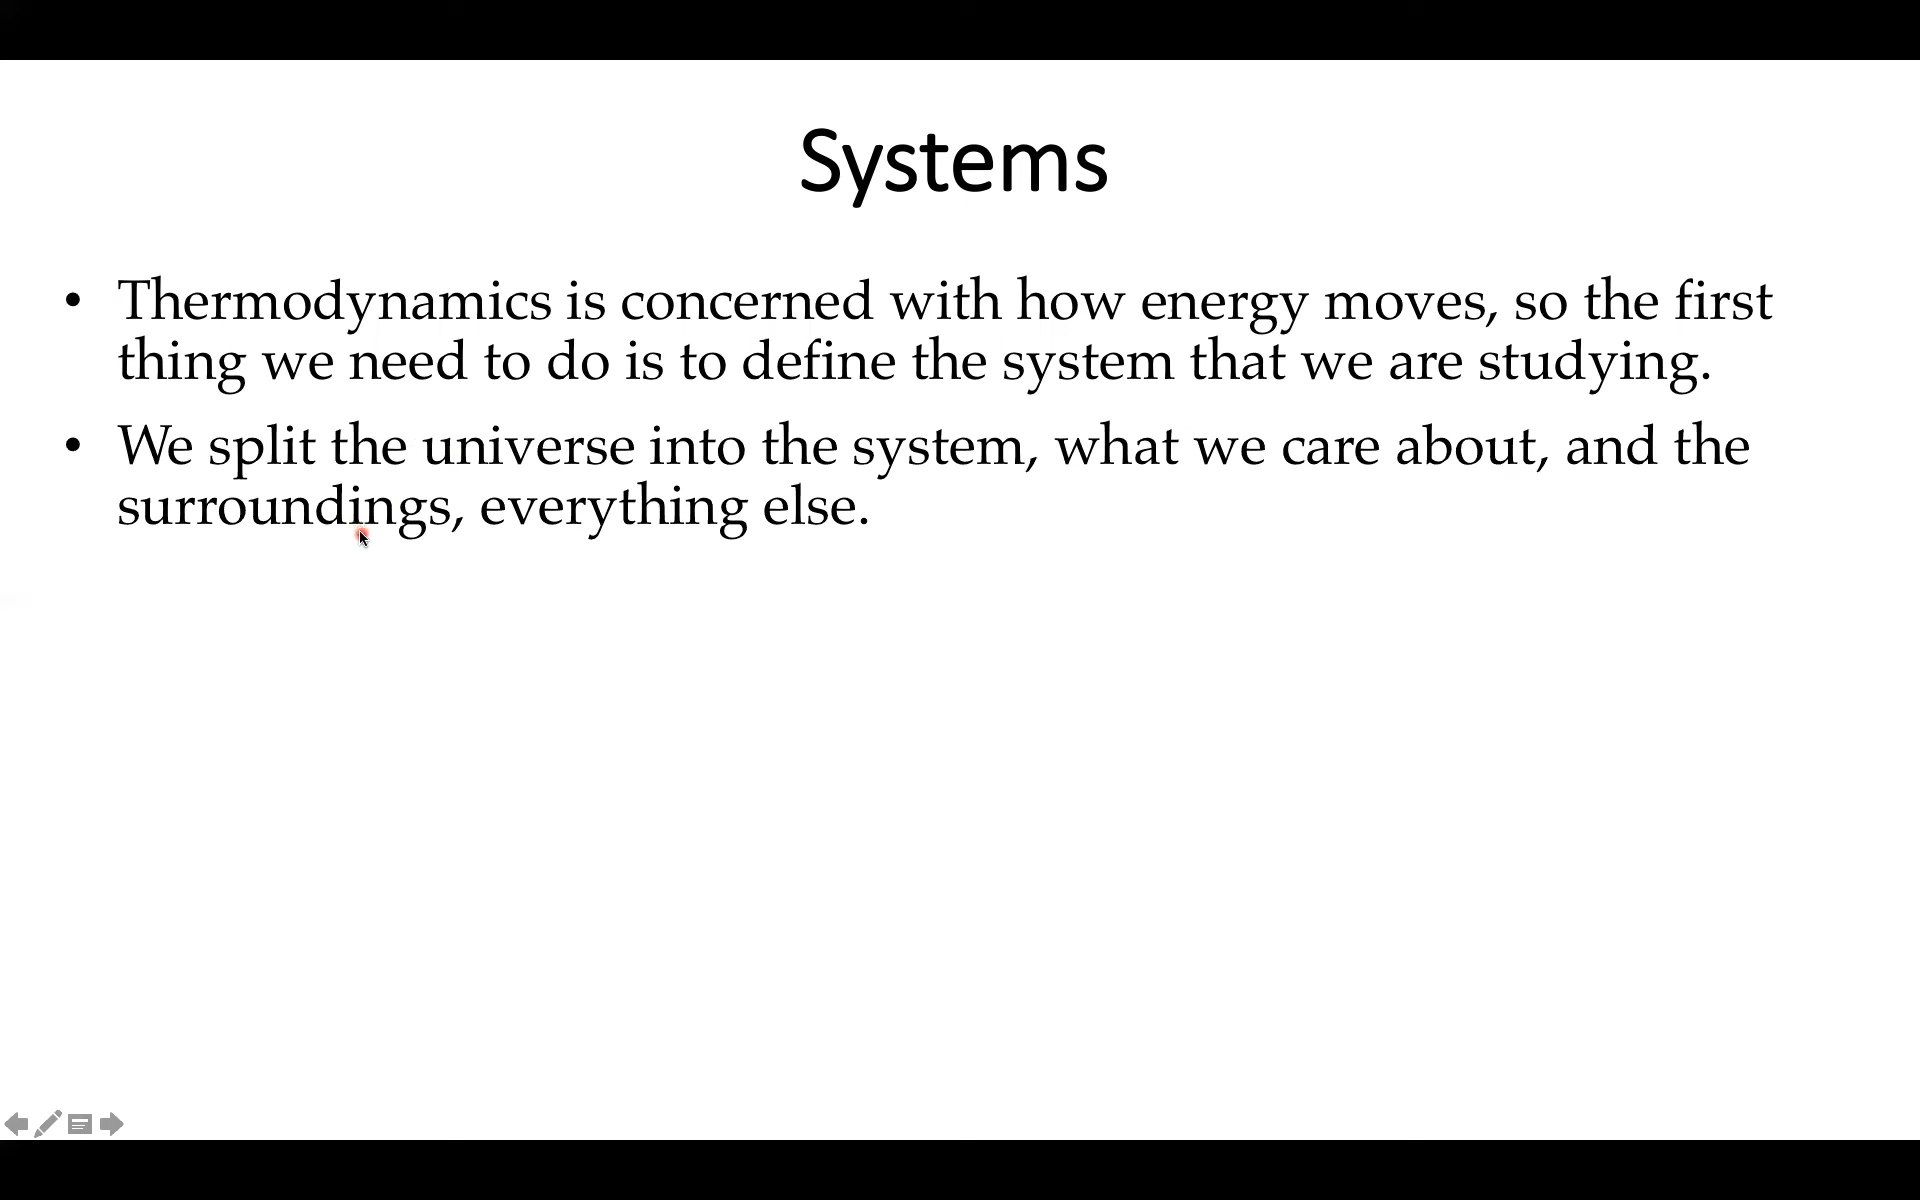 Systems
• Thermodynamics is concerned with how energy moves, so the first
thing we need to do is to define the system that we are studying.
• We split the universe into the system, what we care about, and the
surroundings, everything else.